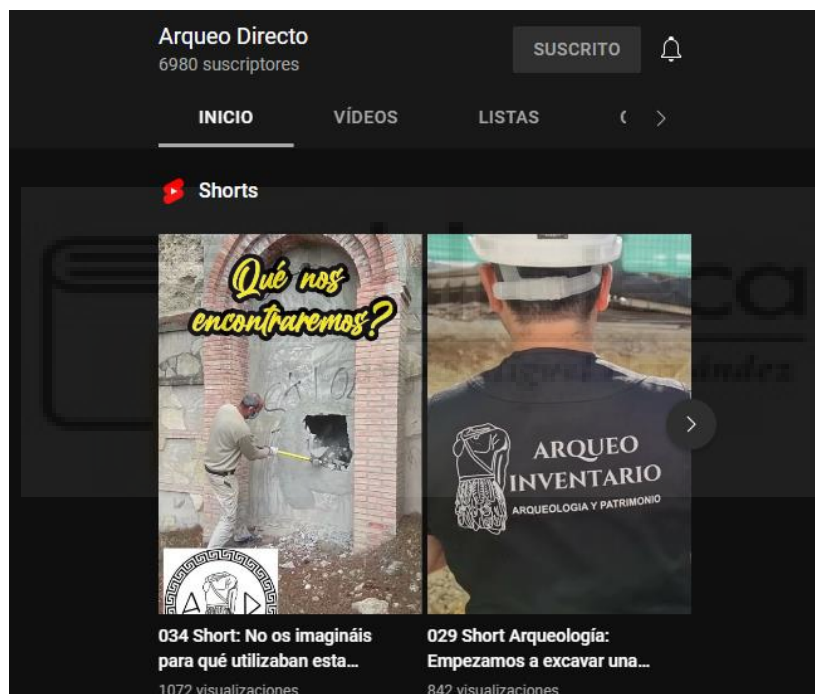 Arqueo Directo
6980 suscriptores
SUSCRITO
INICIO
VÍDEOS
LISTAS
Shorts
Qué nos
encontraremos?
ARQUEO
INVENTARIO
ARQUEOLOGIA Y PATRIMONIO
034 Short: No os imagináis
para qué utilizaban esta...
1072 visualizaciones
029 Short Arqueología:
Empezamos a excavar una...
842 visualizaciones